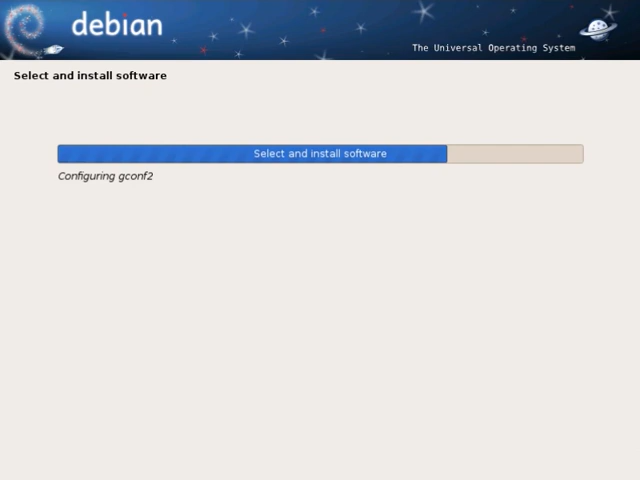 debian
The Universal Operating System
Select and install software
Select and install software
Configuring gconf2